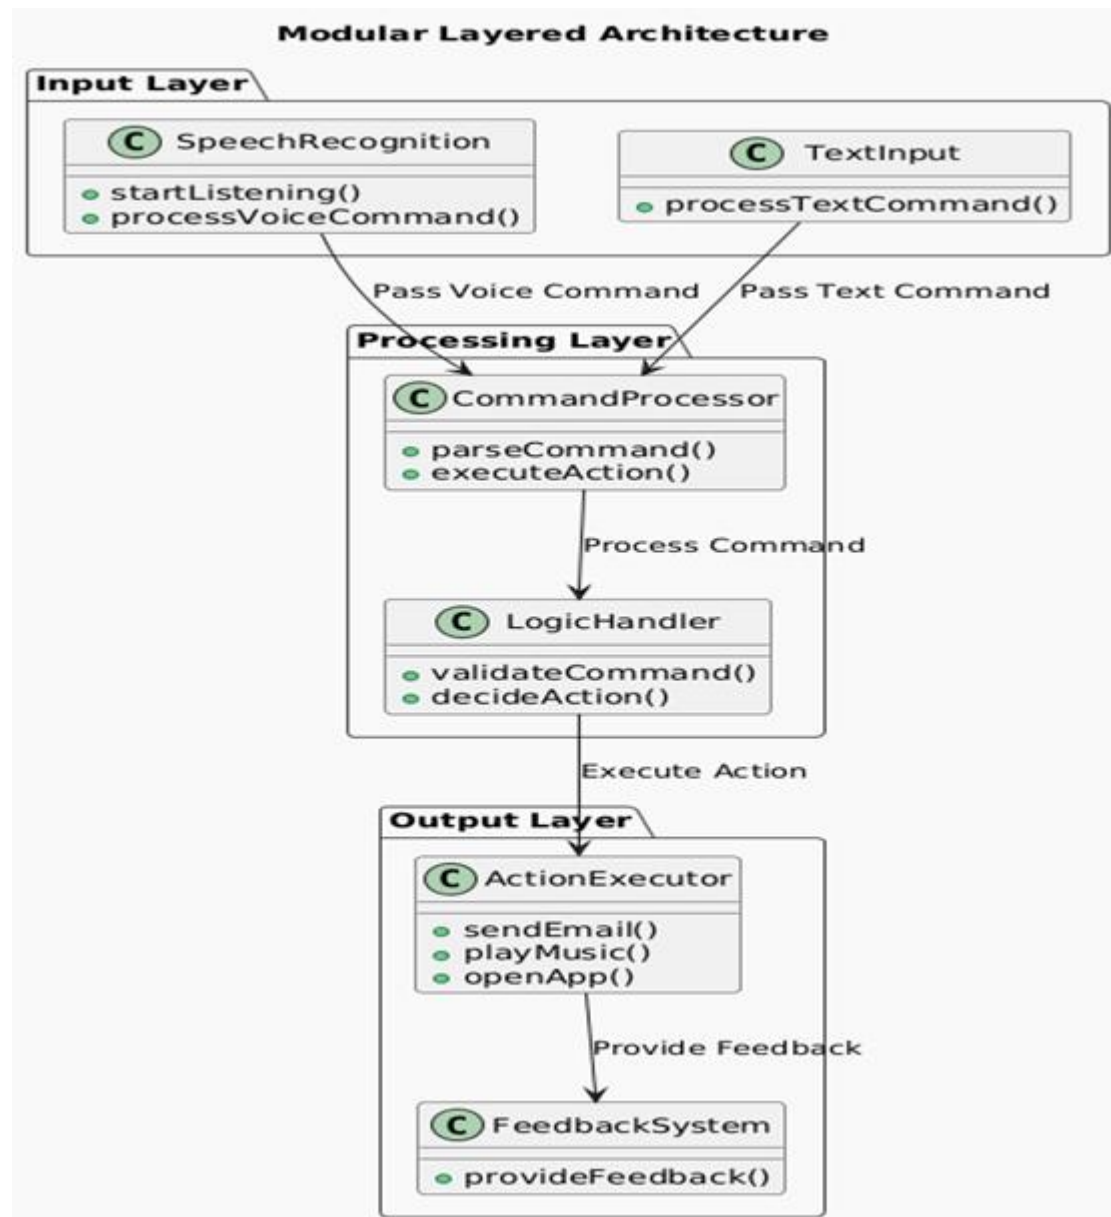 Modular Layered Architecture
Input Layer
C SpeechRecognition
startListening()
processVoiceCommand()
C TextInput
processTextCommand()
Pass Voice Command
Pass Text Command
Processing Layer
C CommandProcessor
parseCommand()
executeAction()
Process Command
C LogicHandler
validateCommand()
decideAction()
Execute Action
Output Layer
C ActionExecutor
sendEmail()
playMusic()
openApp()
Provide Feedback
C FeedbackSystem
provideFeedback()